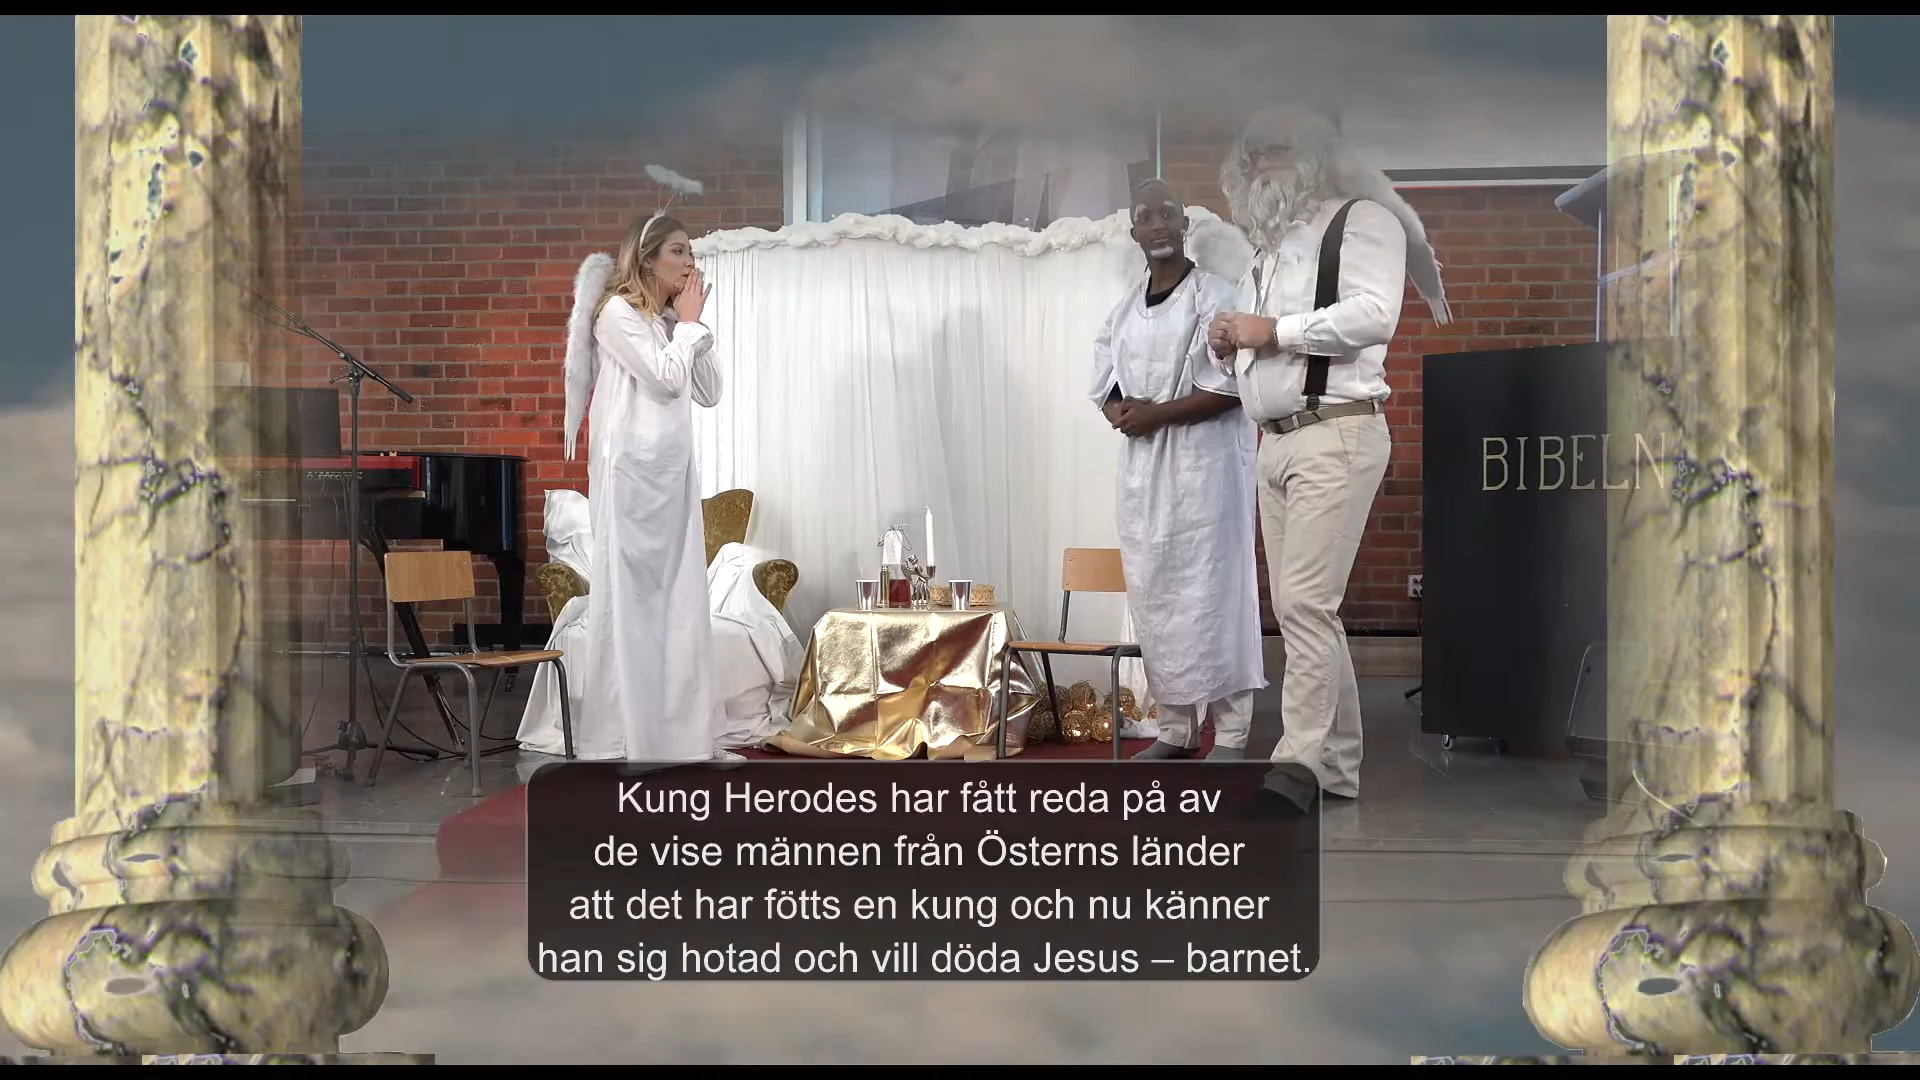 BIBELN
Kung Herodes har fått reda på av
de vise männen från Österns länder
att det har fötts en kung och nu känner
han sig hotad och vill döda Jesus – barnet.